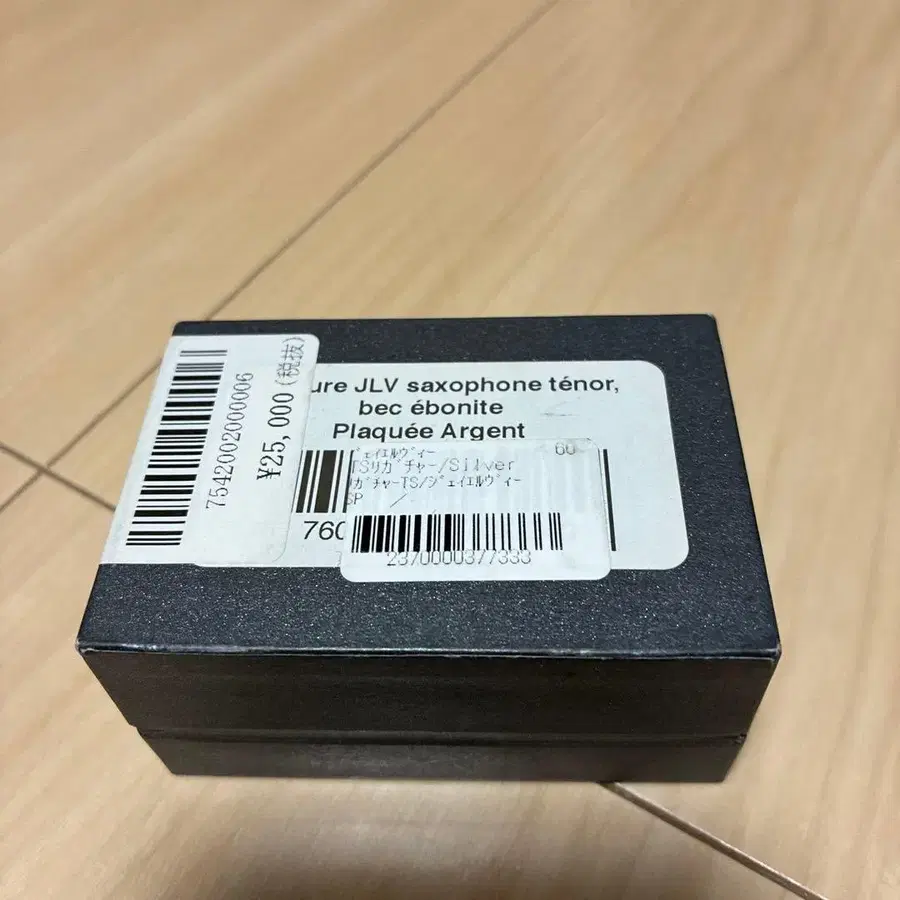 ure JLV saxophone ténor,
bec ébonite
Plaquée Argent
760
¥25,000(税抜)
7542002000006
ｼﾞｪｲｴﾙｳﾞｨｰ
60
TSﾘｶﾞﾁｬｰ/Silver
ﾘｶﾞﾁｬｰTS/ｼﾞｪｲｴﾙｳﾞｨｰ
SP /
2370000377333